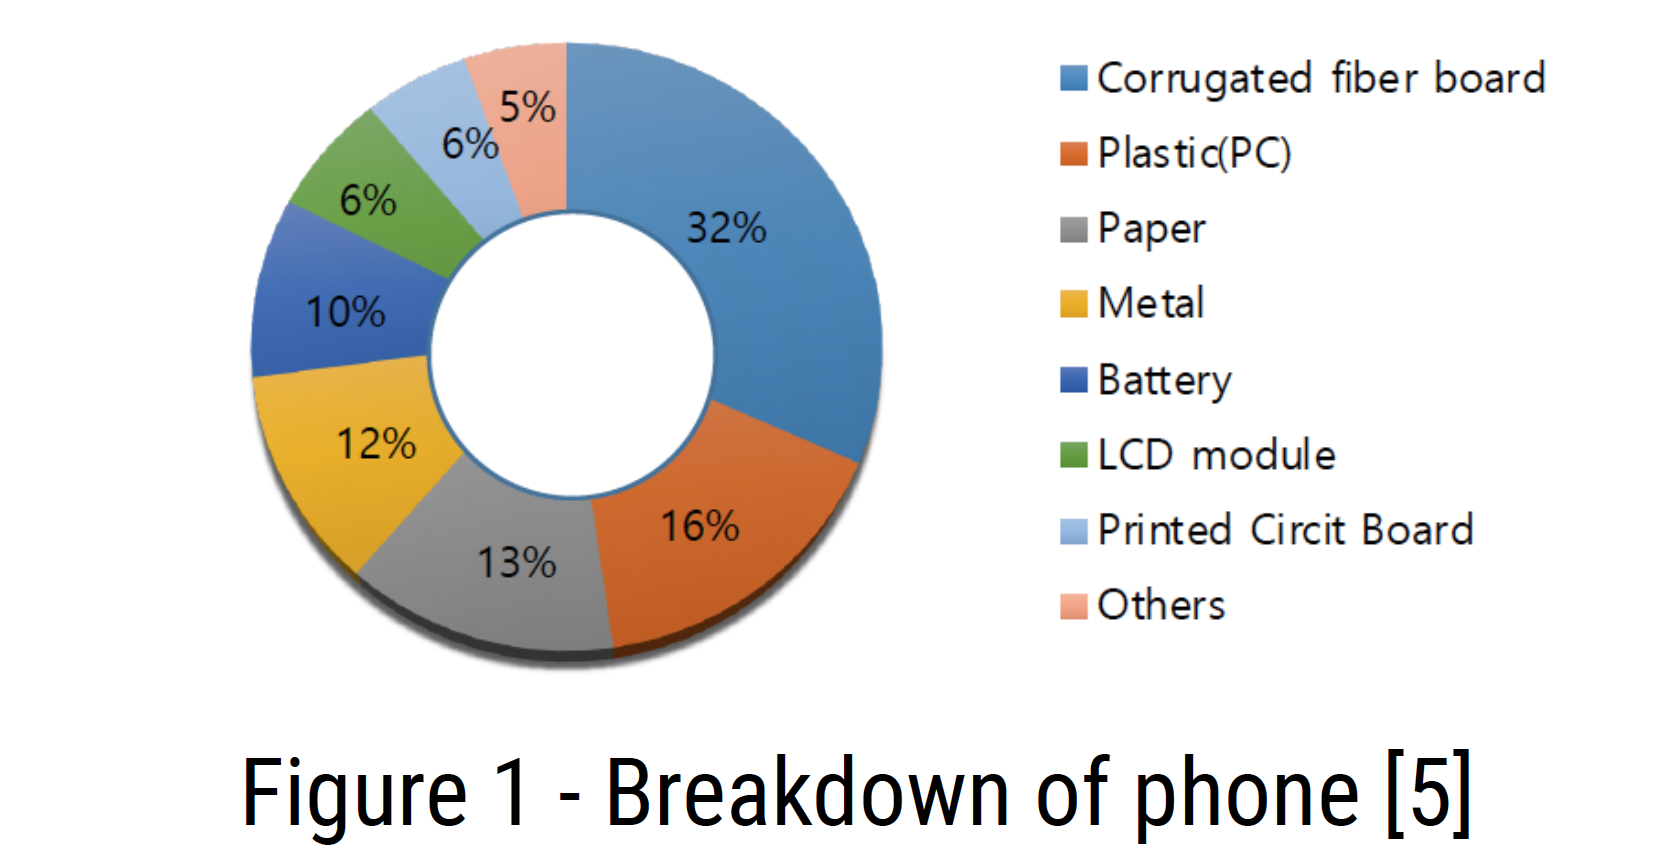 5%
6%
6%
32%
10%
12%
16%
13%
Corrugated fiber board
Plastic(PC)
Paper
Metal
Battery
LCD module
Printed Circit Board
Others
Figure 1 - Breakdown of phone [5]